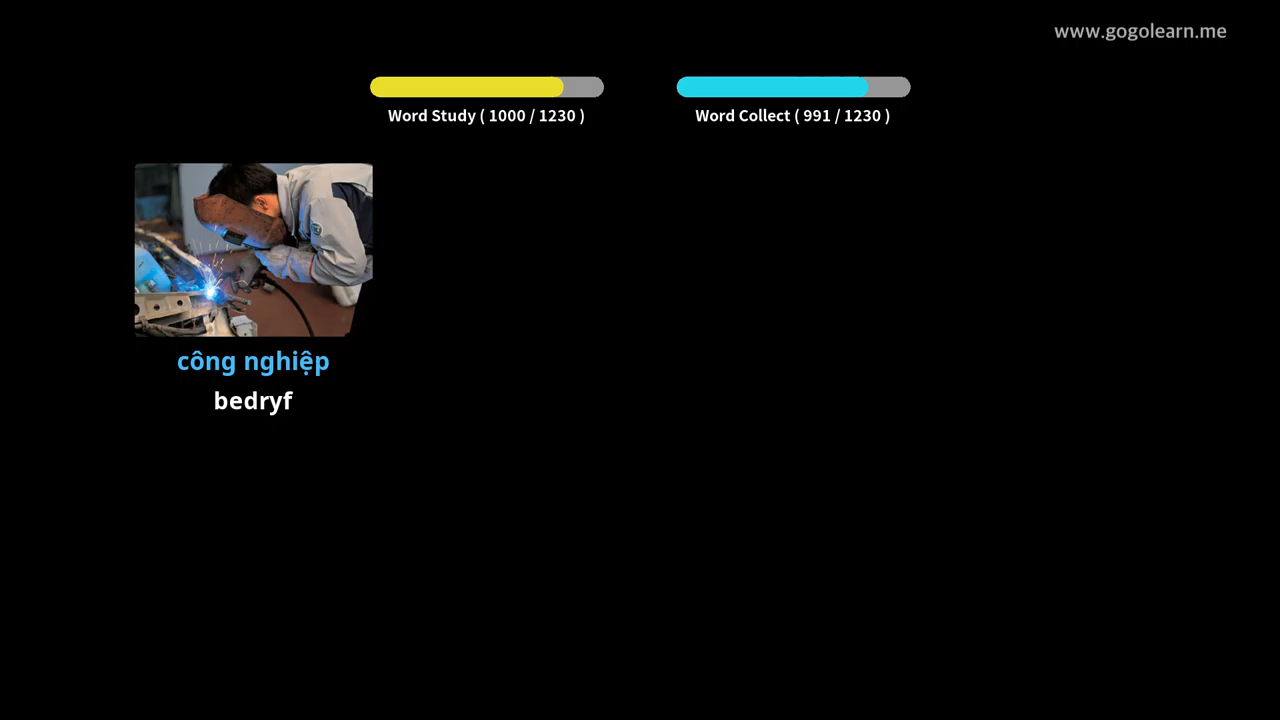 www.gogolearn.me
Word Study ( 1000 / 1230 )
Word Collect ( 991 / 1230 )
công nghiệp
bedryf